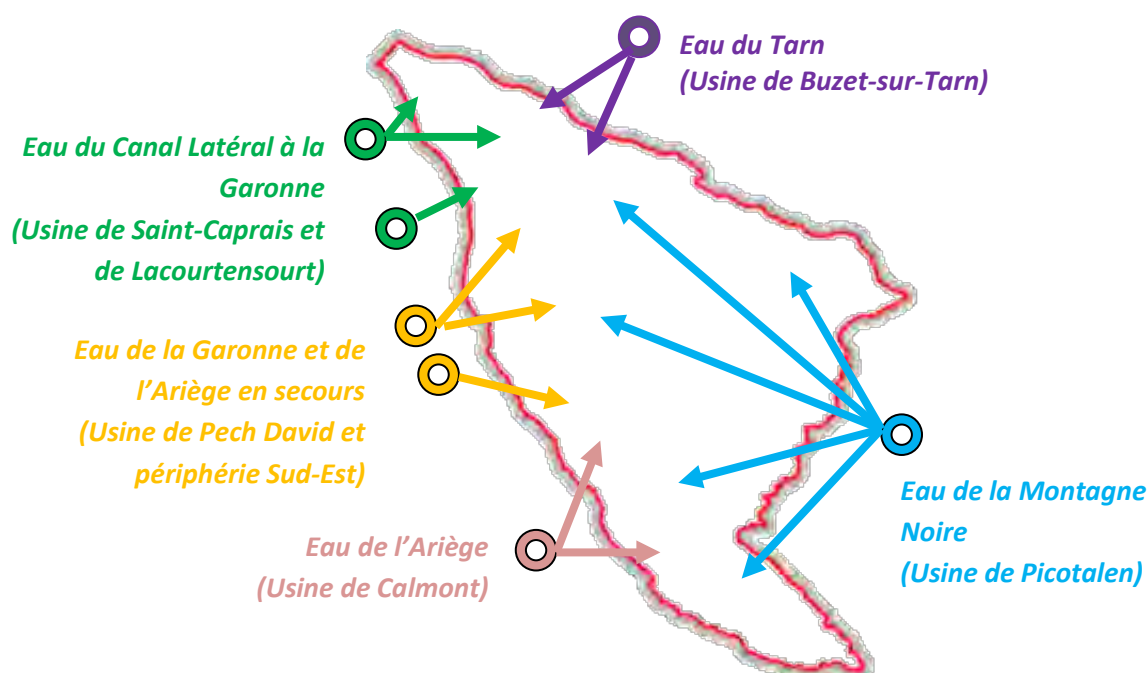 Eau du Tarn
(Usine de Buzet-sur-Tarn)
Eau du Canal Latéral à la
Garonne
(Usine de Saint-Caprais et
de Lacourtensourt)
Eau de la Garonne et de
l’Ariège en secours
(Usine de Pech David et
périphérie Sud-Est)
Eau de la Montagne
Noire
(Usine de Picotalen)
Eau de l’Ariège
(Usine de Calmont)